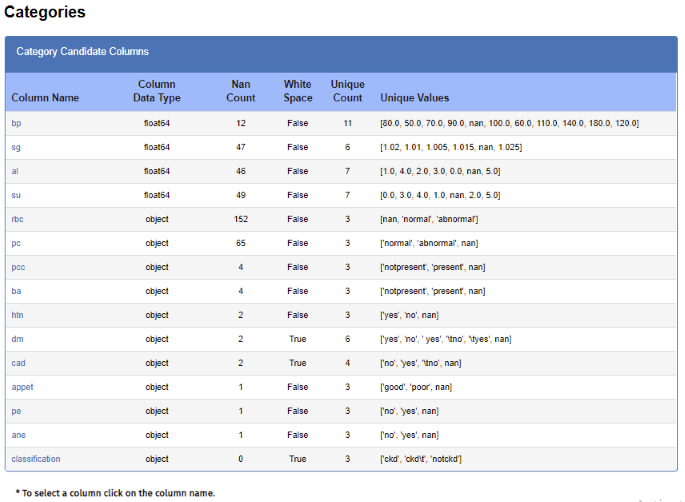 Categories
Category Candidate Columns
Column Name Column Data Type Nan Count White Space Unique Count Unique Values
bp float64 12 False 11 [80.0, 50.0, 70.0, 90.0, nan, 100.0, 60.0, 110.0, 140.0, 180.0, 120.0]
sg float64 47 False 6 [1.02, 1.01, 1.005, 1.015, nan, 1.025]
al float64 46 False 7 [1.0, 4.0, 2.0, 3.0, 0.0, nan, 5.0]
su float64 49 False 7 [0.0, 3.0, 4.0, 1.0, nan, 2.0, 5.0]
rbc object 152 False 3 [nan, 'normal', 'abnormal']
pc object 65 False 3 ['normal', 'abnormal', nan]
pcc object 4 False 3 ['notpresent', 'present', nan]
ba object 4 False 3 ['notpresent', 'present', nan]
htn object 2 False 3 ['yes', 'no', nan]
dm object 2 True 6 ['yes', 'no', ' yes', '\tno', '\tyes', nan]
cad object 2 True 4 ['no', 'yes', '\tno', nan]
appet object 1 False 3 ['good', 'poor', nan]
pe object 1 False 3 ['no', 'yes', nan]
ane object 1 False 3 ['no', 'yes', nan]
classification object 0 True 3 ['ckd', 'ckd\t', 'notckd']
* To select a column click on the column name.